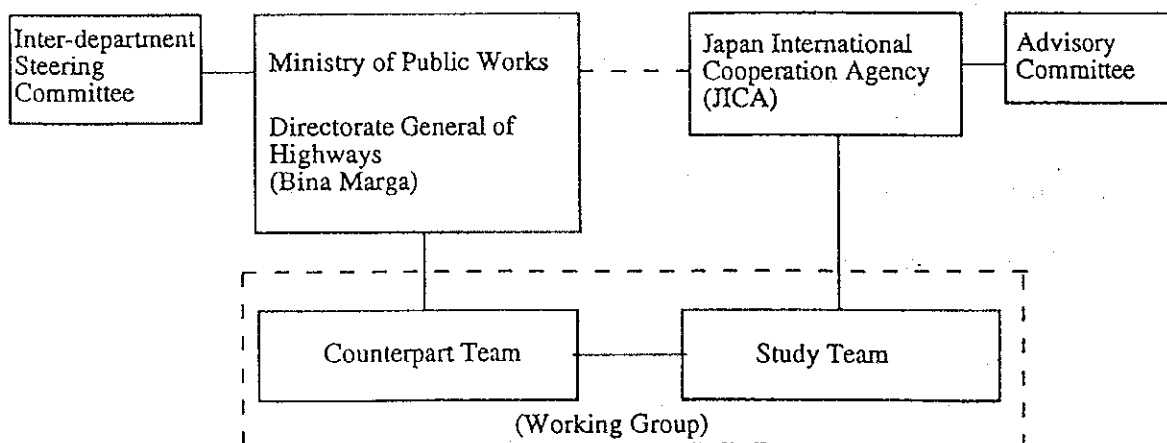 Inter-department
Steering
Committee
Ministry of Public Works
Directorate General of
Highways
(Bina Marga)
Japan International
Cooperation Agency
(JICA)
Advisory
Committee
Counterpart Team
Study Team
(Working Group)